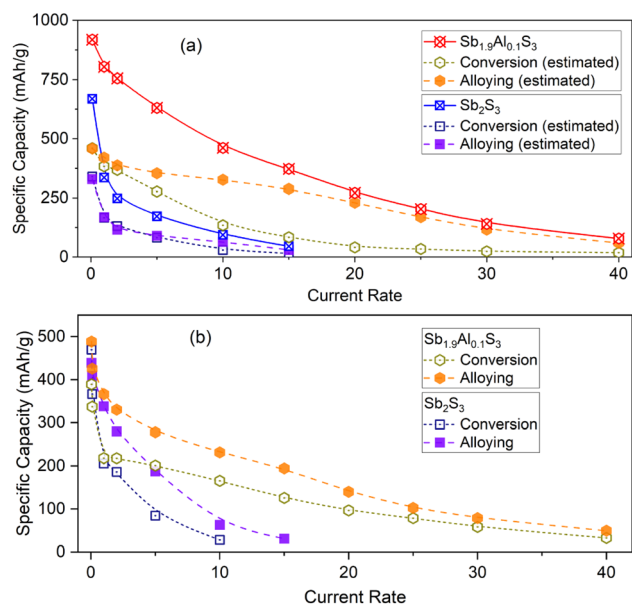 (a)
Sb1.9Al0.1S3
Conversion (estimated)
Alloying (estimated)
Sb2S3
Conversion (estimated)
Alloying (estimated)
Specific Capacity (mAh/g)
1000
750
500
250
0
0 10 20 30 40
Current Rate
(b)
Sb1.9Al0.1S3
Conversion
Alloying
Sb2S3
Conversion
Alloying
Specific Capacity (mAh/g)
500
400
300
200
100
0
0 10 20 30 40
Current Rate